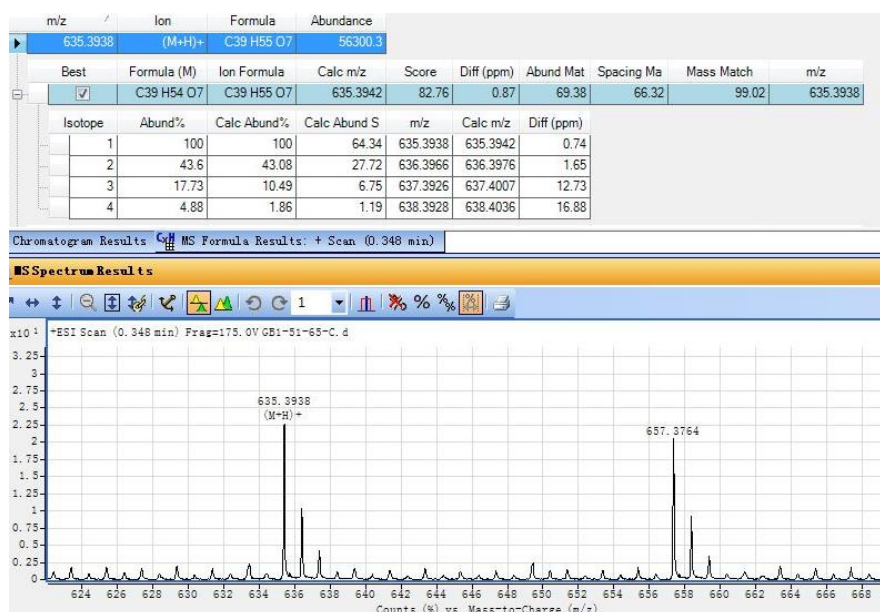 m/z Ion Formula Abundance
635.3938 (M+H)+ C39 H55 O7 56300.3
Best Formula (M) Ion Formula Calc m/z Score Diff (ppm) Abund Mat Spacing Ma Mass Match m/z
C39 H54 O7 C39 H55 O7 635.3942 82.76 0.87 69.38 66.32 99.02 635.3938
Isotope Abund% Calc Abund% Calc Abund S m/z Calc m/z Diff (ppm)
1 100 100 64.34 635.3938 635.3942 0.74
2 43.6 43.08 27.72 636.3966 636.3976 1.65
3 17.73 10.49 6.75 637.3926 637.4007 12.73
4 4.88 1.86 1.19 638.3928 638.4036 16.88
Chromatogram Results CxH MS Formula Results: + Scan (0.348 min)
MS Spectrum Results
1 % %%
x10 1 +ESI Scan (0.348 min) Frag=175.0V GB1-51-65-C.d
3.25
3
2.75
2.5
2.25
2
1.75
1.5
1.25
1
0.75
0.5
0.25
0
635.3938
(M+H)+
657.3764
624 626 628 630 632 634 636 638 640 642 644 646 648 650 652 654 656 658 660 662 664 666 668
Counts (%) vs. Mass-to-Charge (m/z)